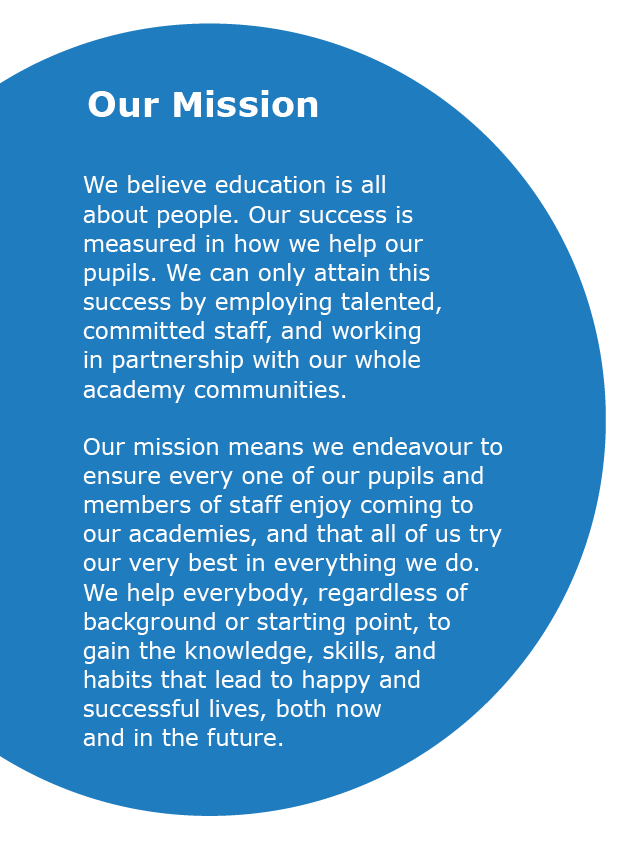 Our Mission
We believe education is all
about people. Our success is
measured in how we help our
pupils. We can only attain this
success by employing talented,
committed staff, and working
in partnership with our whole
academy communities.
Our mission means we endeavour to
ensure every one of our pupils and
members of staff enjoy coming to
our academies, and that all of us try
our very best in everything we do.
We help everybody, regardless of
background or starting point, to
gain the knowledge, skills, and
habits that lead to happy and
successful lives, both now
and in the future.